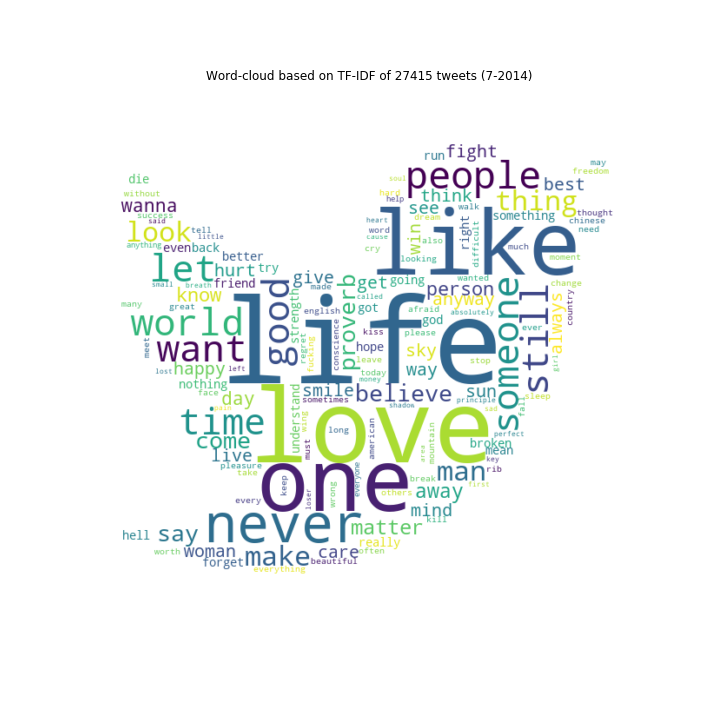 Word-cloud based on TF-IDF of 27415 tweets (7-2014)
run fight may
die soul people freedom
without hard think best
wanna success help see thing
said dream walk something thought
look tell little heart word win also right difficult chinese need
anything even back cause like
cry looking much moment
let better
hurt try give get going person wanted change
small breath friend made
know good called anyway someone still always country
many great life strength proverb got afraid absolutely
world english god ever
meet regret fucking conscience kiss please
want hope sky
lost left leave way stop
happy today sun girl
nothing face smile money believe principle sleep
day pain sometimes shadow sad fall
time love perfect
come understand wing long american area mountain broken
live must mean
pleasure everyone key
take one man rib
keep wrong break first
every loser others away
never mind
hell say matter kill
worth woman make care often really
forget everything beautiful